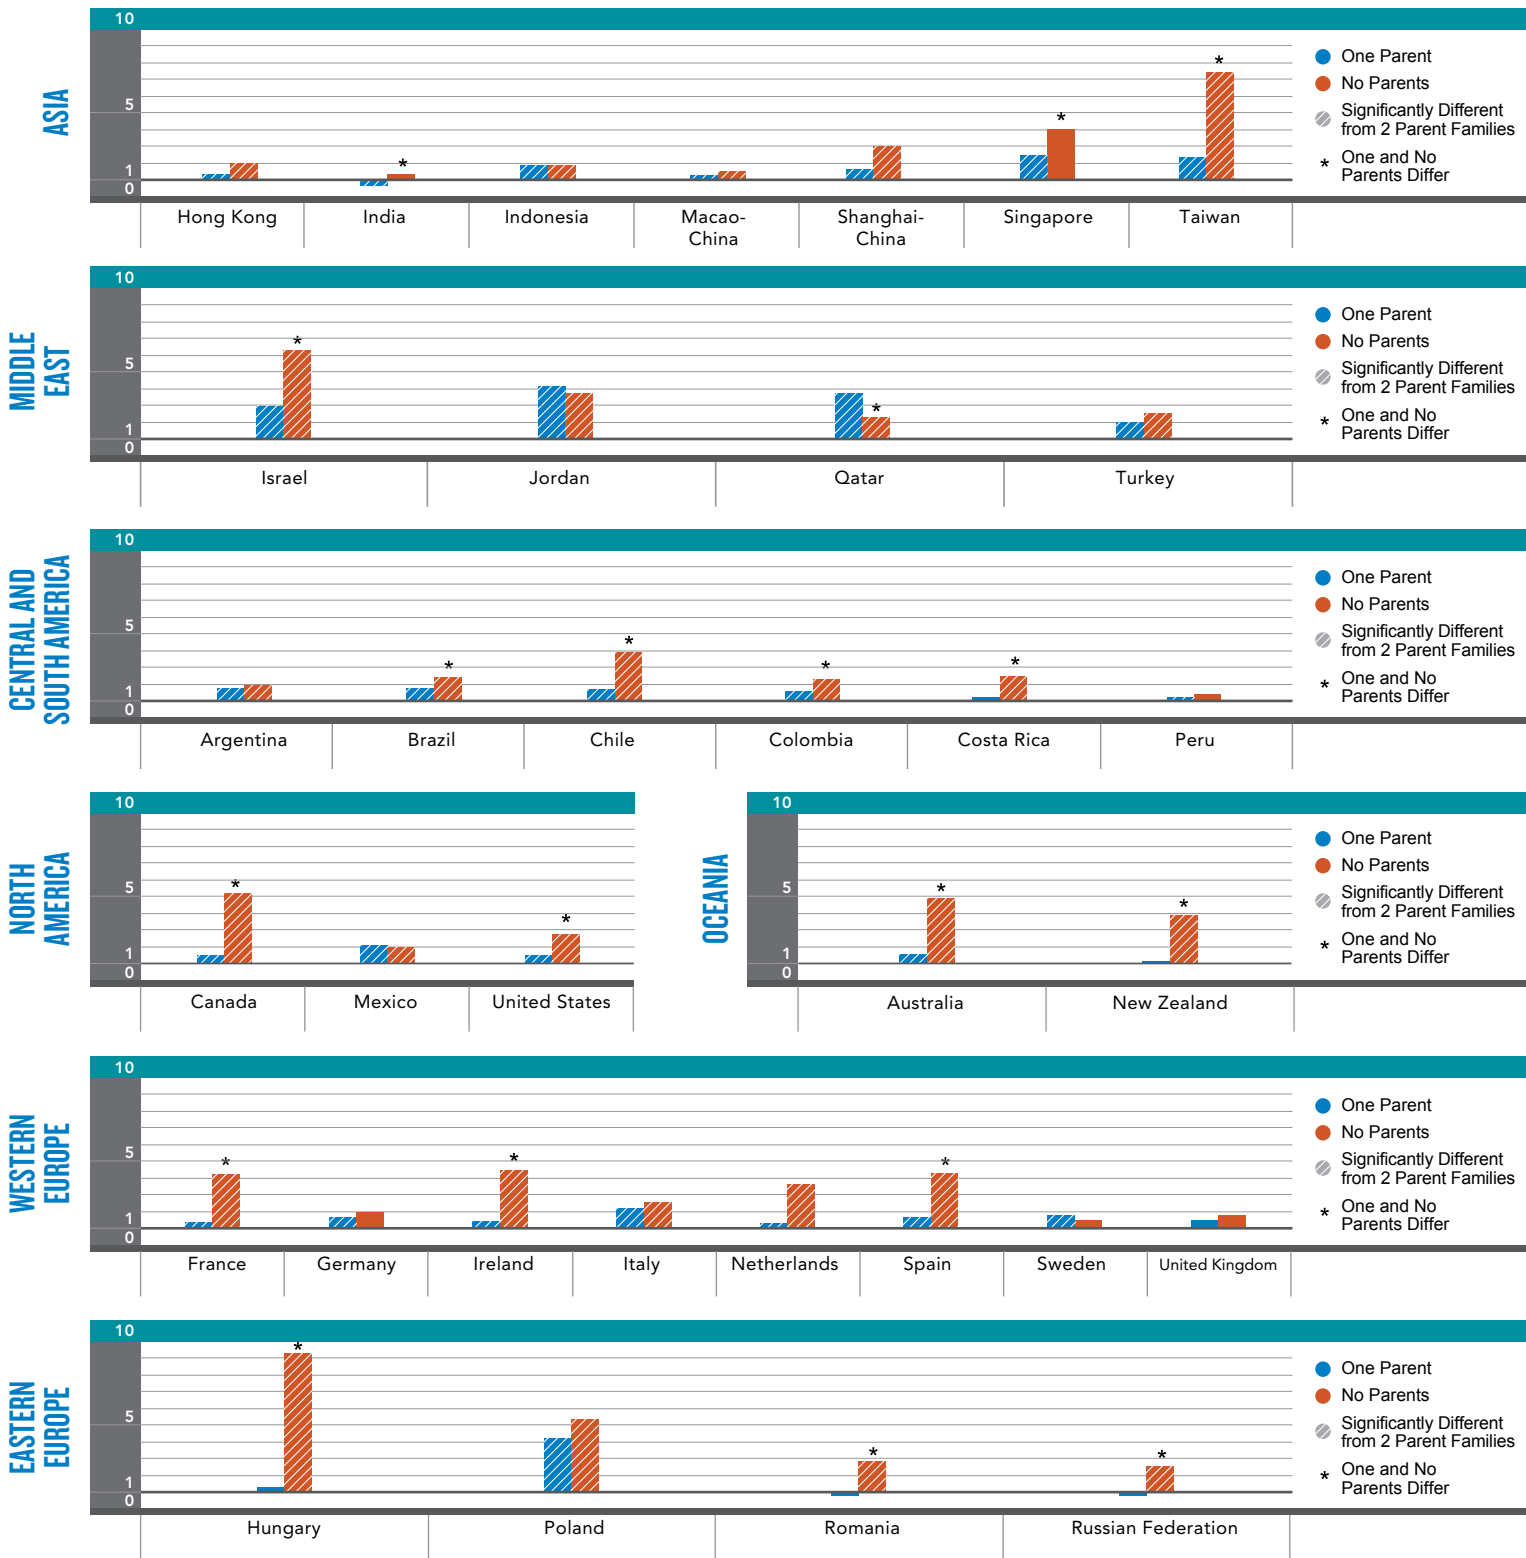 ASIA
10
5
1
0
Hong Kong
India
Indonesia
Macao-
China
Shanghai-
China
Singapore
Taiwan
*
*
*
One Parent
No Parents
Significantly Different
from 2 Parent Families
* One and No
Parents Differ
MIDDLE
EAST
10
5
1
0
Israel
Jordan
Qatar
Turkey
*
*
One Parent
No Parents
Significantly Different
from 2 Parent Families
* One and No
Parents Differ
CENTRAL AND
SOUTH AMERICA
10
5
1
0
Argentina
Brazil
Chile
Colombia
Costa Rica
Peru
*
*
*
*
One Parent
No Parents
Significantly Different
from 2 Parent Families
* One and No
Parents Differ
NORTH
AMERICA
10
5
1
0
Canada
Mexico
United States
*
*
OCEANIA
10
5
1
0
Australia
New Zealand
*
*
One Parent
No Parents
Significantly Different
from 2 Parent Families
* One and No
Parents Differ
WESTERN
EUROPE
10
5
1
0
France
Germany
Ireland
Italy
Netherlands
Spain
Sweden
United Kingdom
*
*
*
One Parent
No Parents
Significantly Different
from 2 Parent Families
* One and No
Parents Differ
EASTERN
EUROPE
10
5
1
0
Hungary
Poland
Romania
Russian Federation
*
*
*
One Parent
No Parents
Significantly Different
from 2 Parent Families
* One and No
Parents Differ